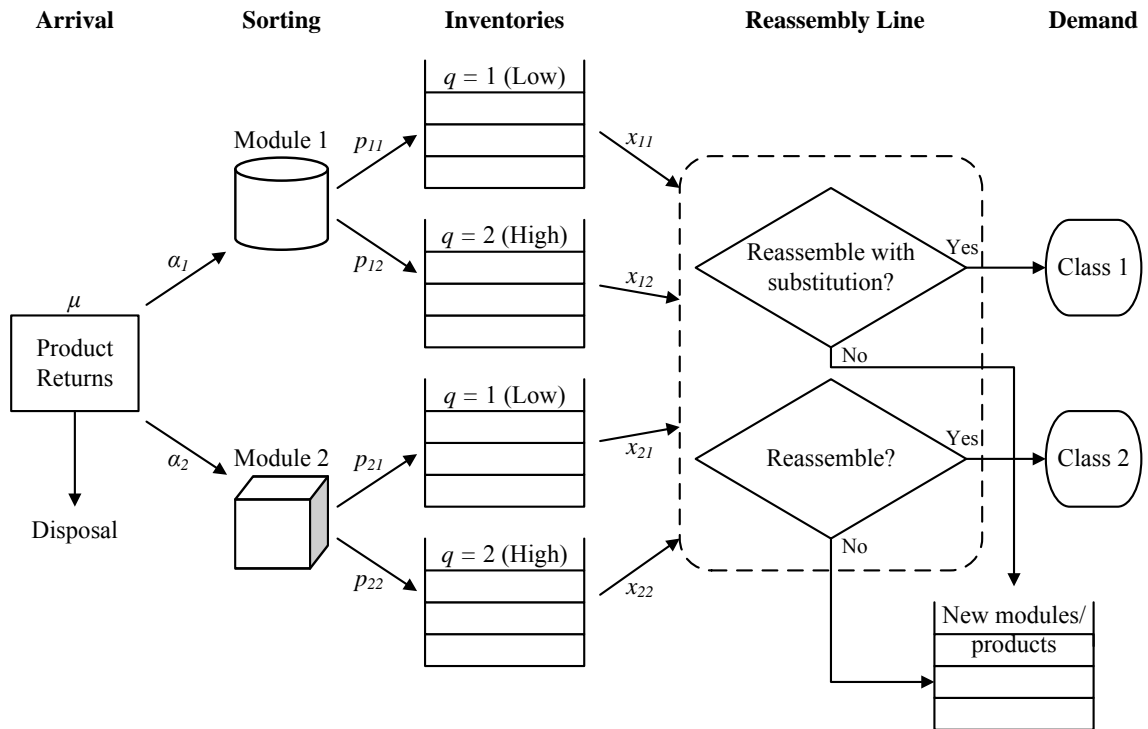 Arrival
Sorting
Inventories
Reassembly Line
Demand
q = 1 (Low)
Module 1
p11
x11
q = 2 (High)
α1
p12
x12
Reassemble with
substitution?
Yes
Class 1
μ
Product
Returns
No
q = 1 (Low)
α2
Module 2
p21
x21
Reassemble?
Yes
Class 2
Disposal
q = 2 (High)
p22
x22
No
New modules/
products